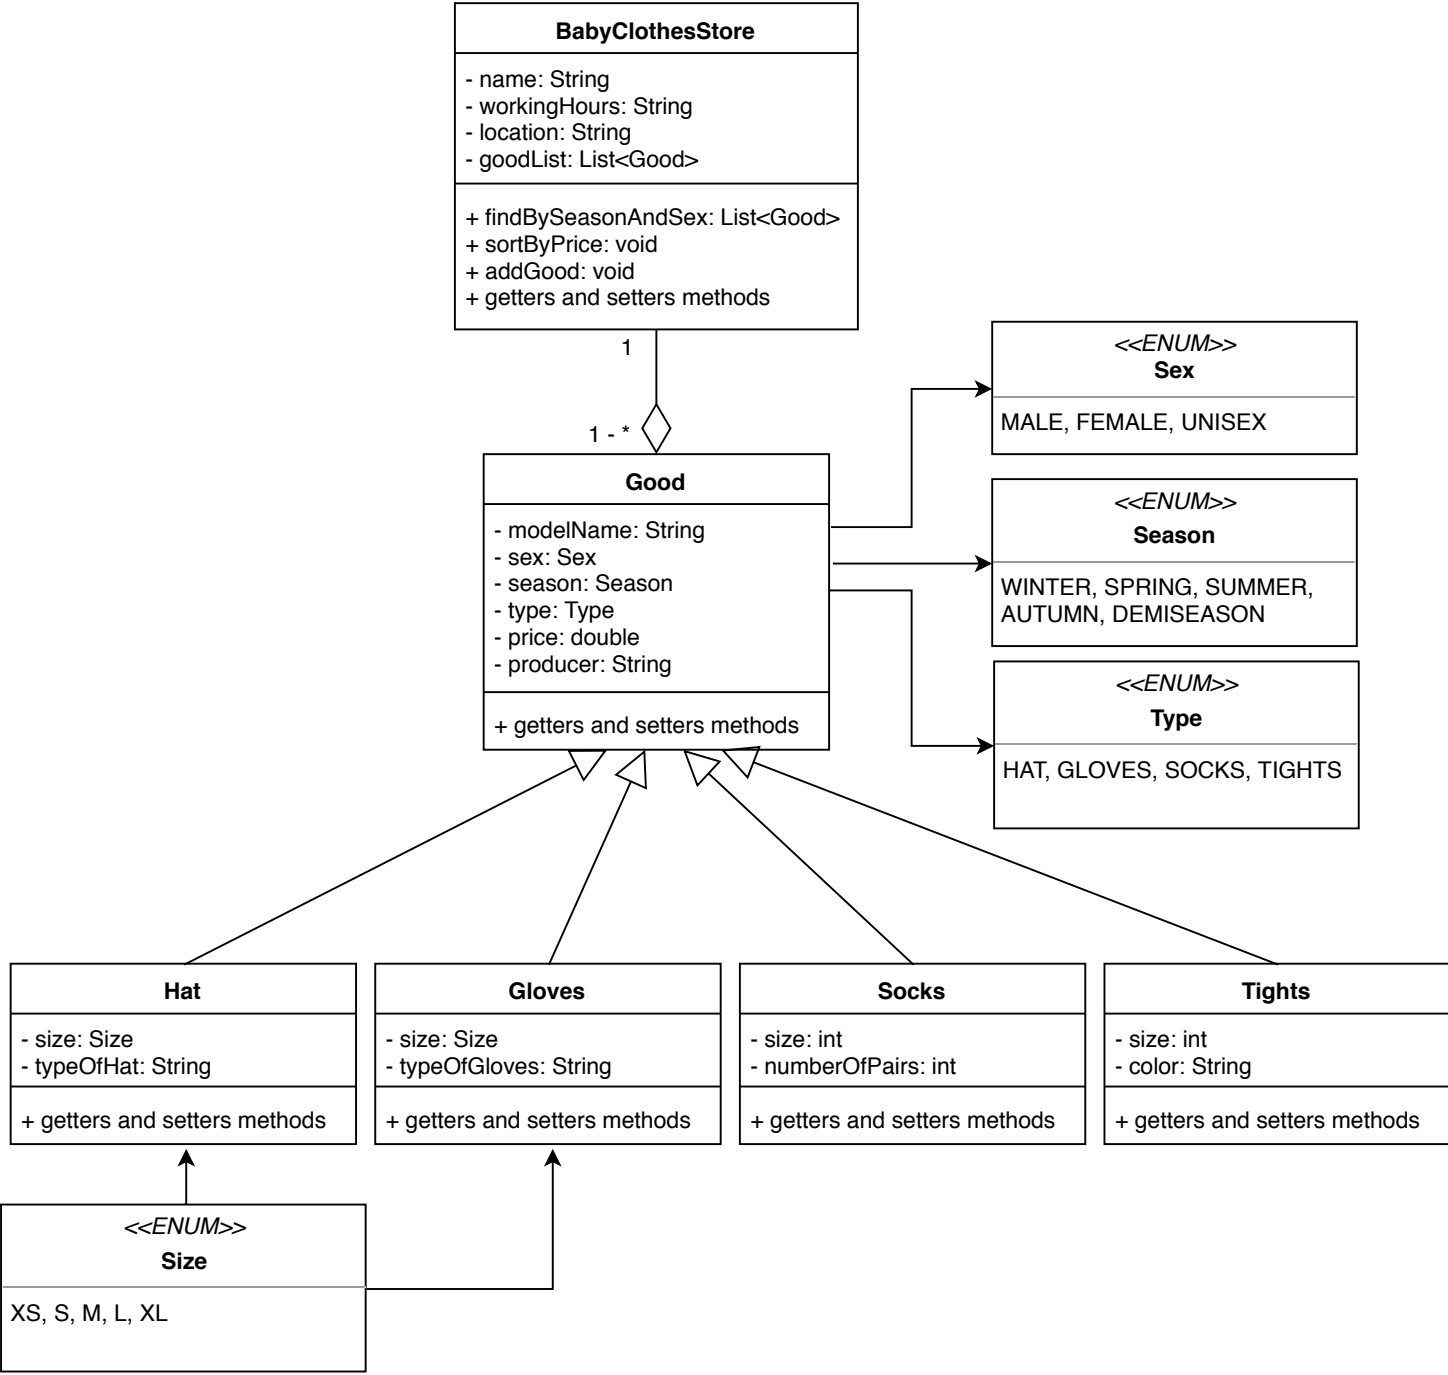 BabyClothesStore
- name: String
- workingHours: String
- location: String
- goodList: List<Good>
+ findBySeasonAndSex: List<Good>
+ sortByPrice: void
+ addGood: void
+ getters and setters methods
1
1 - *
<<ENUM>>
Sex
MALE, FEMALE, UNISEX
Good
- modelName: String
- sex: Sex
- season: Season
- type: Type
- price: double
- producer: String
+ getters and setters methods
<<ENUM>>
Season
WINTER, SPRING, SUMMER,
AUTUMN, DEMISEASON
<<ENUM>>
Type
HAT, GLOVES, SOCKS, TIGHTS
Hat
- size: Size
- typeOfHat: String
+ getters and setters methods
Gloves
- size: Size
- typeOfGloves: String
+ getters and setters methods
Socks
- size: int
- numberOfPairs: int
+ getters and setters methods
Tights
- size: int
- color: String
+ getters and setters methods
<<ENUM>>
Size
XS, S, M, L, XL